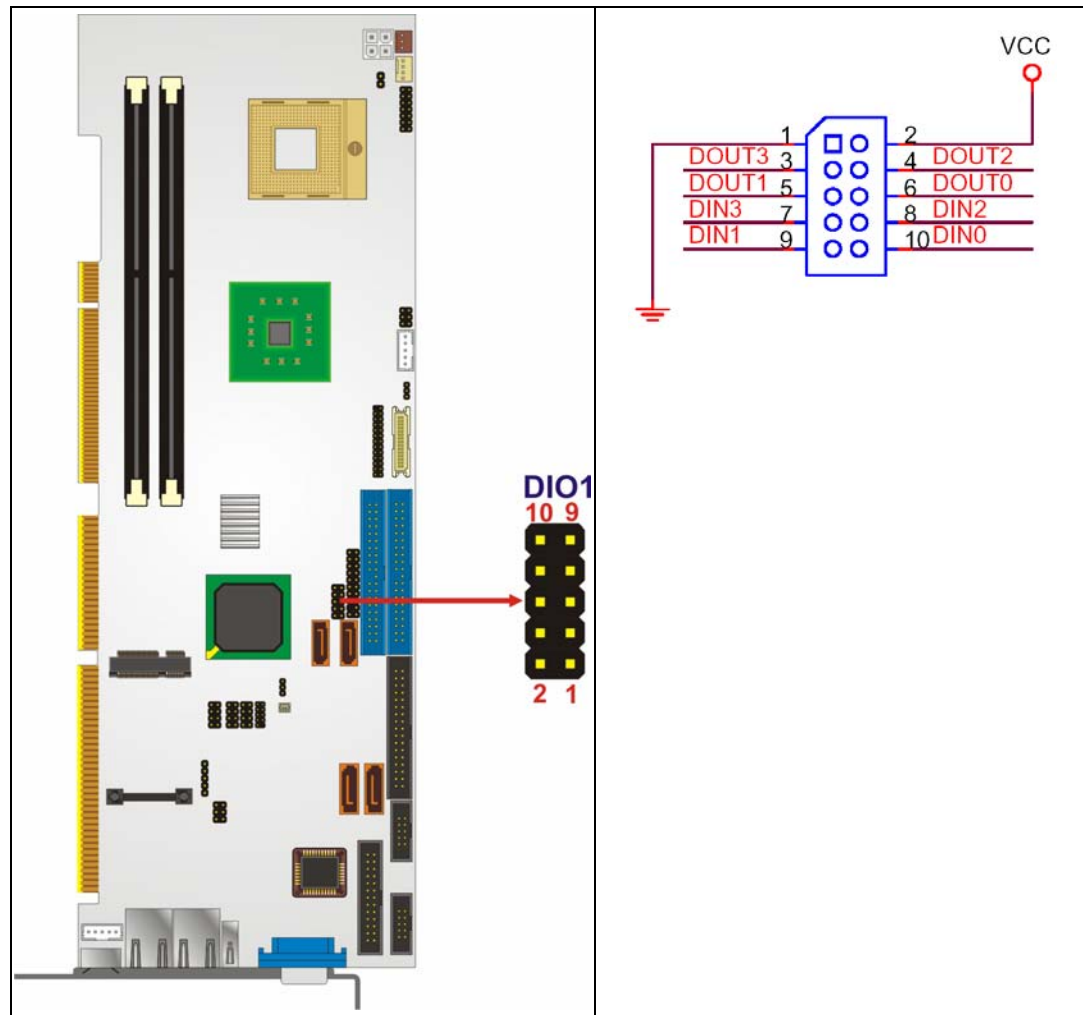 DIO1
10 9
2 1
VCC
1 2
DOUT3 3 4 DOUT2
DOUT1 5 6 DOUT0
DIN3 7 8 DIN2
DIN1 9 10 DIN0